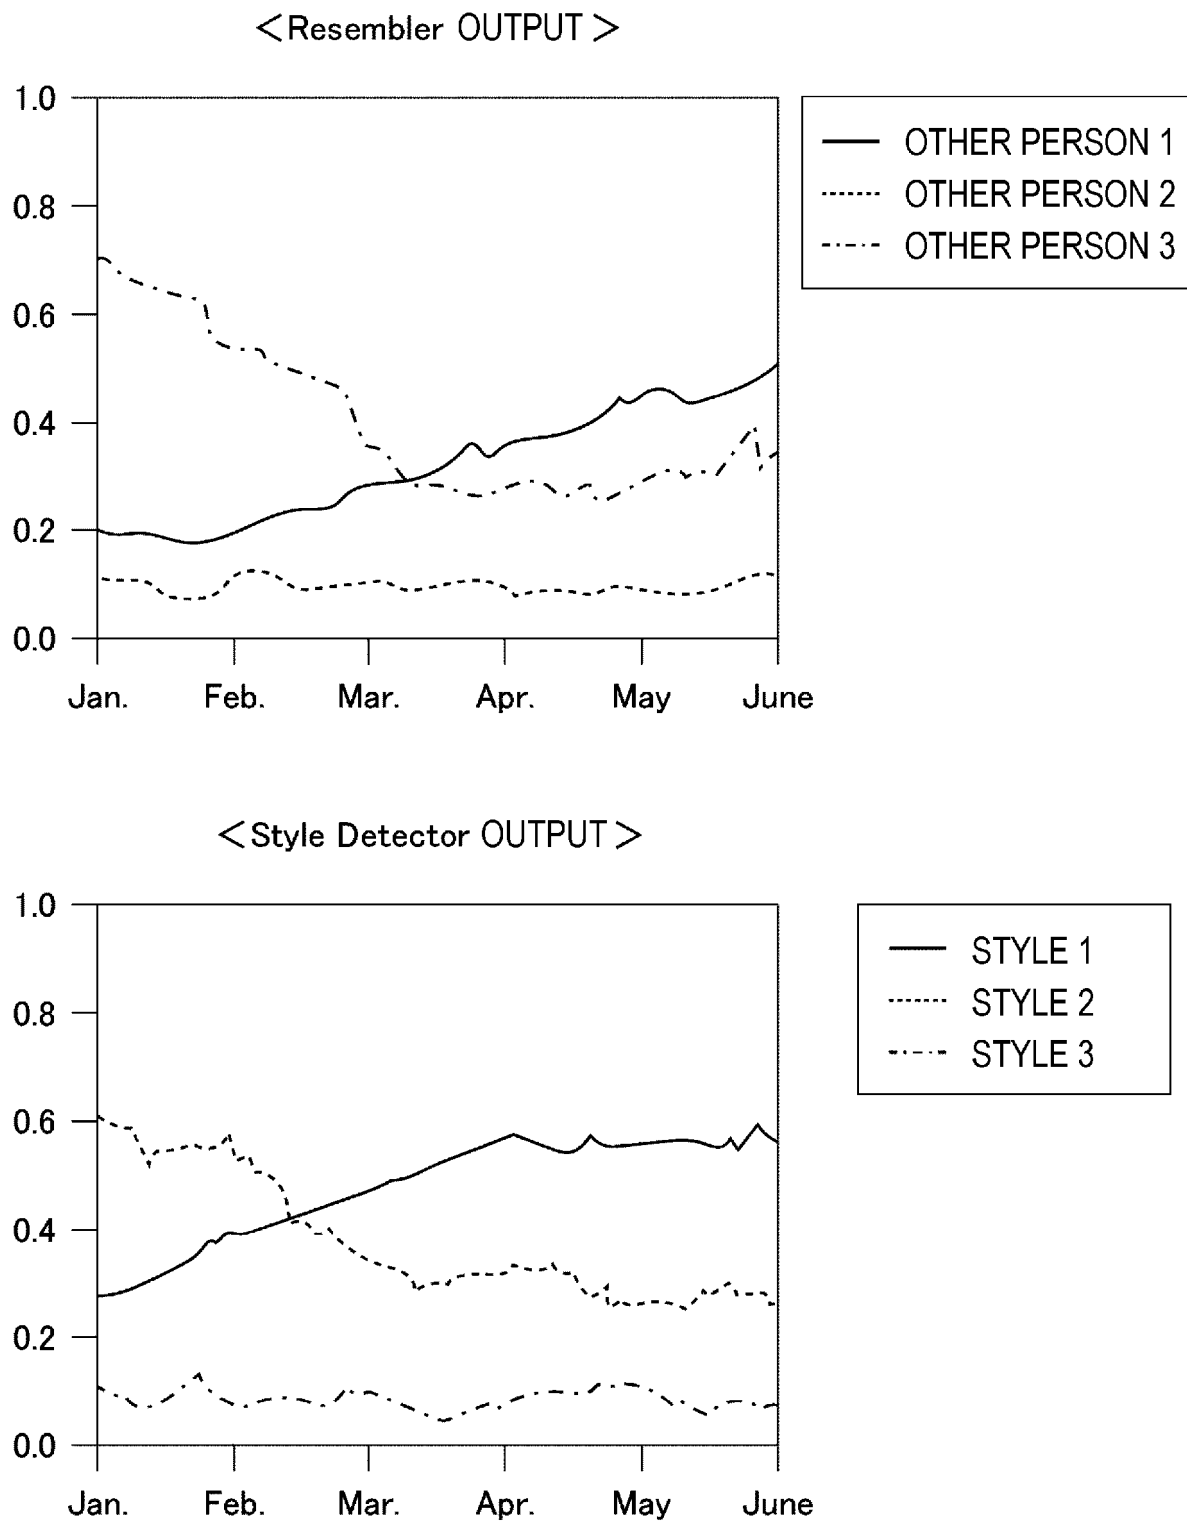 <Resembler OUTPUT>
1.0
0.8
0.6
0.4
0.2
0.0
Jan. Feb. Mar. Apr. May June
OTHER PERSON 1
OTHER PERSON 2
OTHER PERSON 3
<Style Detector OUTPUT>
1.0
0.8
0.6
0.4
0.2
0.0
Jan. Feb. Mar. Apr. May June
STYLE 1
STYLE 2
STYLE 3